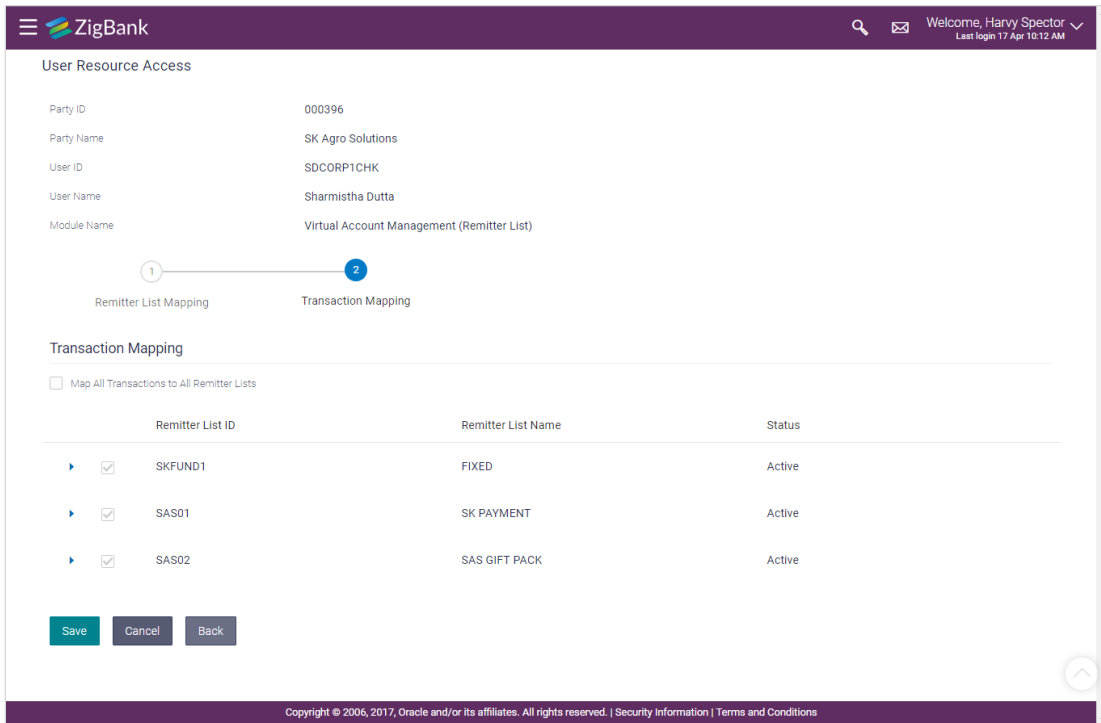 ZigBank
Welcome, Harvy Spector
Last login 17 Apr 10:12 AM
User Resource Access
Party ID 000396
Party Name SK Agro Solutions
User ID SDCORP1CHK
User Name Sharmistha Dutta
Module Name Virtual Account Management (Remitter List)
1 2
Remitter List Mapping Transaction Mapping
Transaction Mapping
Map All Transactions to All Remitter Lists
Remitter List ID Remitter List Name Status
SKFUND1 FIXED Active
SAS01 SK PAYMENT Active
SAS02 SAS GIFT PACK Active
Save Cancel Back
Copyright © 2006, 2017, Oracle and/or its affiliates. All rights reserved. | Security Information | Terms and Conditions